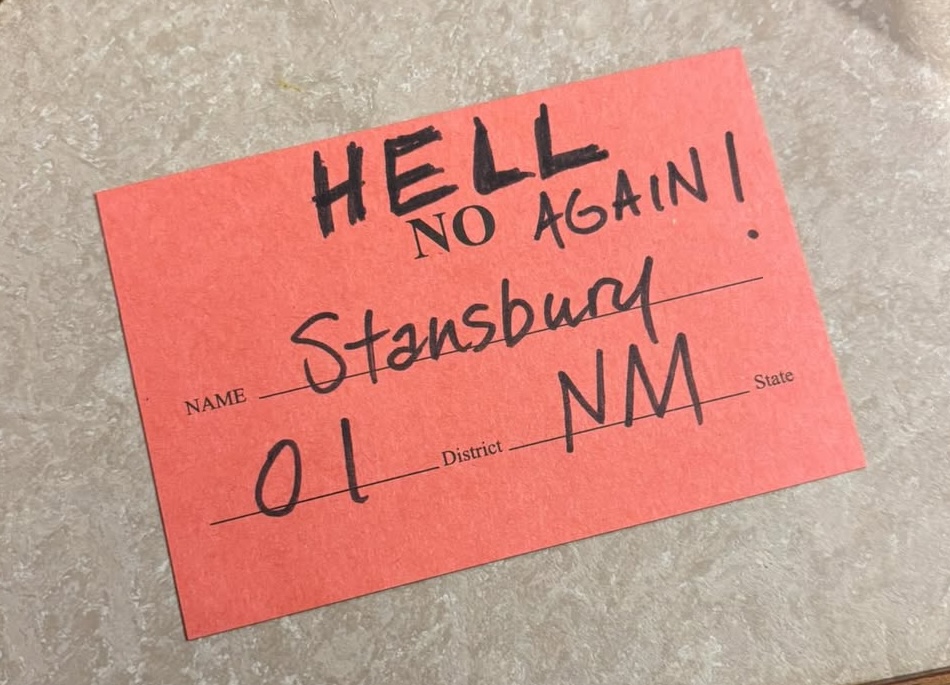 HELL
NO AGAIN!
NAME Stansbury
01 District NM State